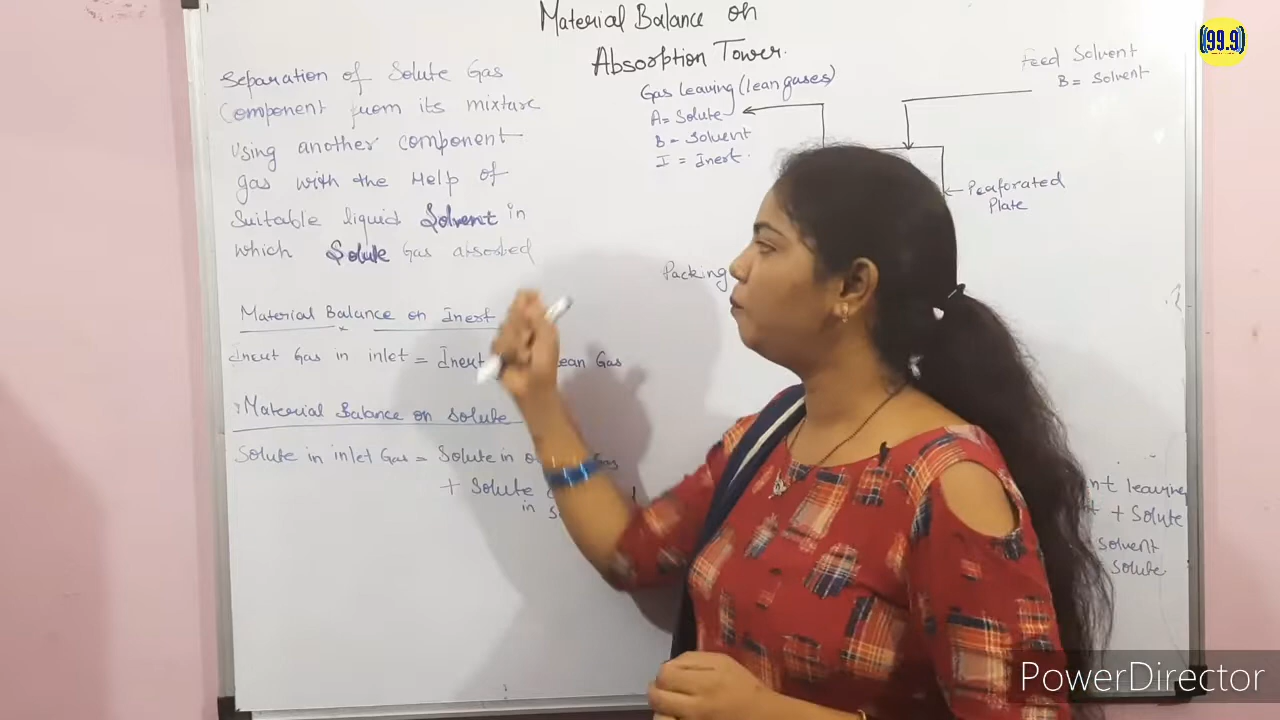 Material Balance on
Absorption Tower.
Separation of Solute Gas
Component from its mixture
using another component
gas with the Help of
Suitable liquid Solvent in
which Solute Gas absorbed
Material Balance on Inert
Inert Gas in inlet = Inert ean Gas
Material Balance on Solute
Solute in inlet Gas = Solute in
+ Solute
in
Gas leaving (lean gases)
A = Solute
B = Solvent
I = Inert.
Packing
Feed Solvent
B = Solvent
Peaforated
Plate
nt leaving
t + Solute
solvent
solute
(99.9)
PowerDirector